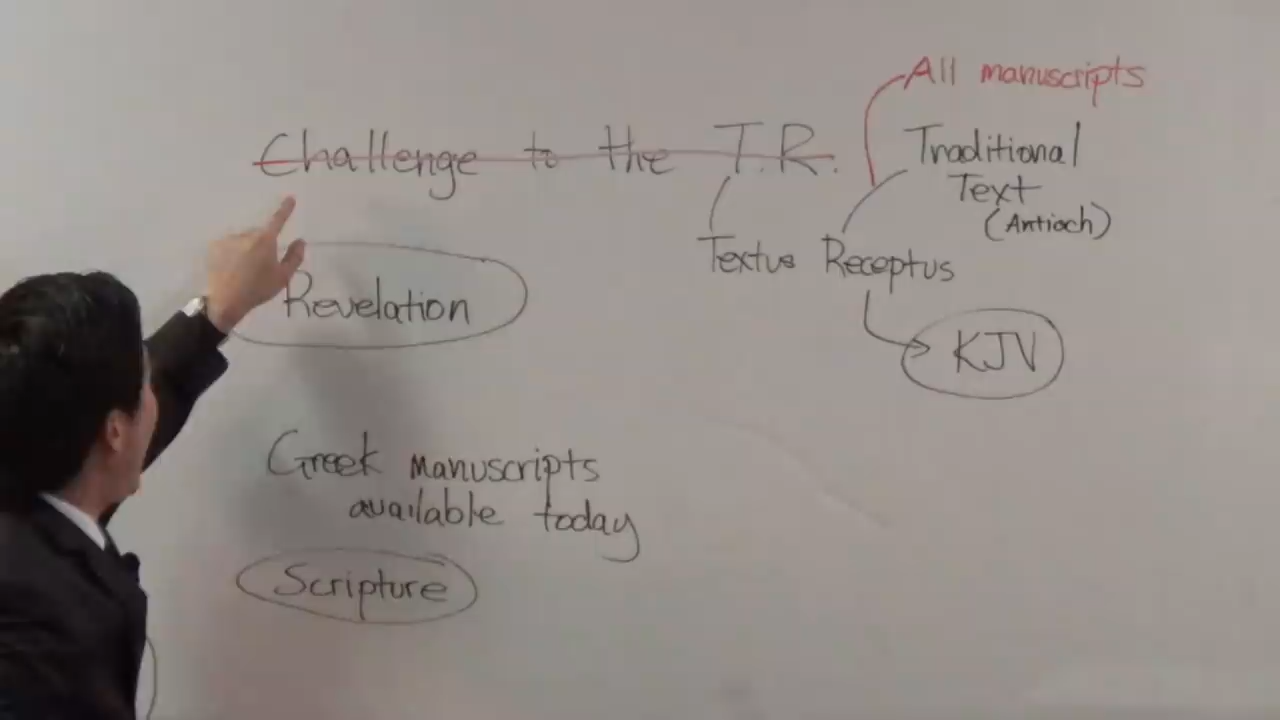 All manuscripts
Challenge to the T.R.
Traditional
Text
(Antioch)
Textus Receptus
Revelation
KJV
Greek manuscripts
available today
Scripture